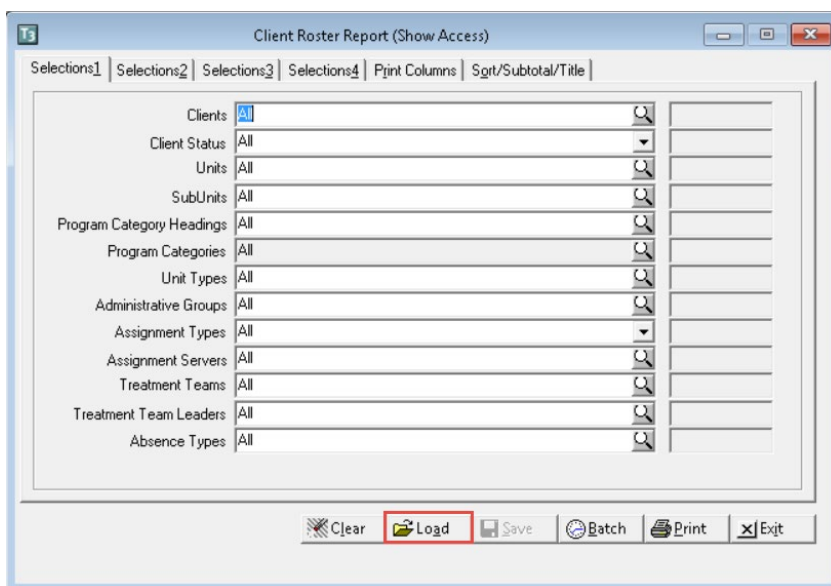 T3 Client Roster Report (Show Access)
Selections1 Selections2 Selections3 Selections4 Print Columns Sort/Subtotal/Title
Clients All
Client Status All
Units All
SubUnits All
Program Category Headings All
Program Categories All
Unit Types All
Administrative Groups All
Assignment Types All
Assignment Servers All
Treatment Teams All
Treatment Team Leaders All
Absence Types All
Clear Load Save Batch Print Exit